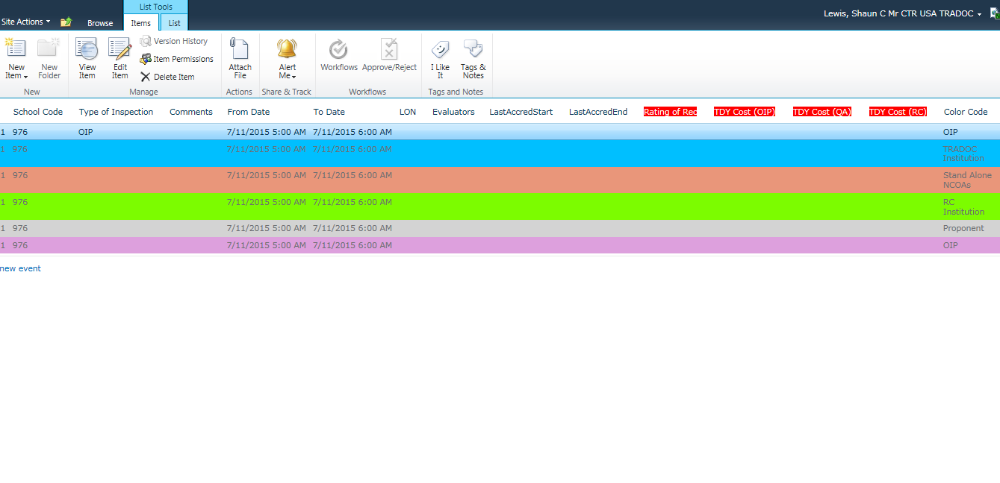 List Tools
Site Actions
Browse
Items
List
Lewis, Shaun C Mr CTR USA TRADOC
New
Item
New
Folder
View
Item
Edit
Item
Version History
Item Permissions
Delete Item
Attach
File
Alert
Me
Workflows
Approve/Reject
I Like
It
Tags &
Notes
New
Manage
Actions
Share & Track
Workflows
Tags and Notes
School Code Type of Inspection Comments From Date To Date LON Evaluators LastAccredStart LastAccredEnd Rating of Rec TDY Cost (OIP) TDY Cost (QA) TDY Cost (RC) Color Code
1 976 OIP 7/11/2015 5:00 AM 7/11/2015 6:00 AM OIP
1 976 7/11/2015 5:00 AM 7/11/2015 6:00 AM TRADOC
Institution
1 976 7/11/2015 5:00 AM 7/11/2015 6:00 AM Stand Alone
NCOAs
1 976 7/11/2015 5:00 AM 7/11/2015 6:00 AM RC
Institution
1 976 7/11/2015 5:00 AM 7/11/2015 6:00 AM Proponent
1 976 7/11/2015 5:00 AM 7/11/2015 6:00 AM OIP
new event